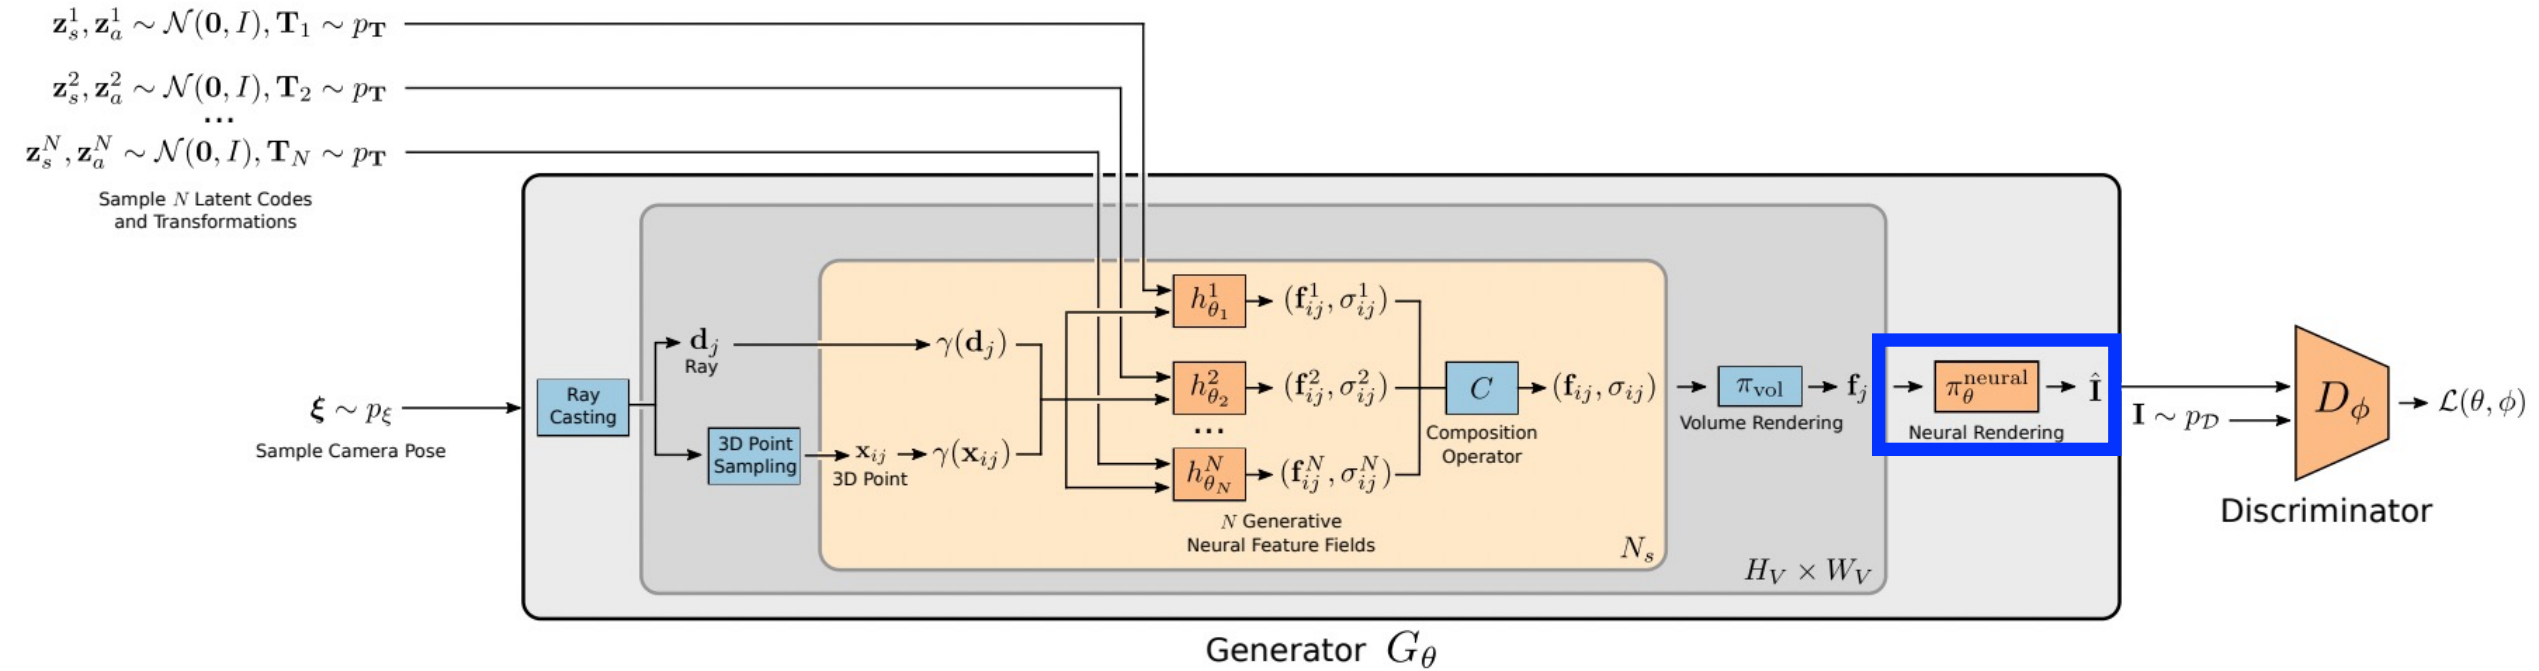 z_s^1, z_a^1 ∼ 𝒩(0, I), T_1 ∼ p_T
z_s^2, z_a^2 ∼ 𝒩(0, I), T_2 ∼ p_T
...
z_s^N, z_a^N ∼ 𝒩(0, I), T_N ∼ p_T
Sample N Latent Codes
and Transformations
ξ ∼ p_ξ
Sample Camera Pose
Ray
Casting
d_j
Ray
3D Point
Sampling
x_{ij}
3D Point
γ(d_j)
γ(x_{ij})
h_{θ_1}^1
(f_{ij}^1, σ_{ij}^1)
h_{θ_2}^2
(f_{ij}^2, σ_{ij}^2)
...
h_{θ_N}^N
(f_{ij}^N, σ_{ij}^N)
N Generative
Neural Feature Fields
C
Composition
Operator
(f_{ij}, σ_{ij})
N_s
π_vol
Volume Rendering
f_j
H_V × W_V
π_θ^neural
Neural Rendering
Î
I ∼ p_𝒟
D_ϕ
ℒ(θ, ϕ)
Discriminator
Generator G_θ